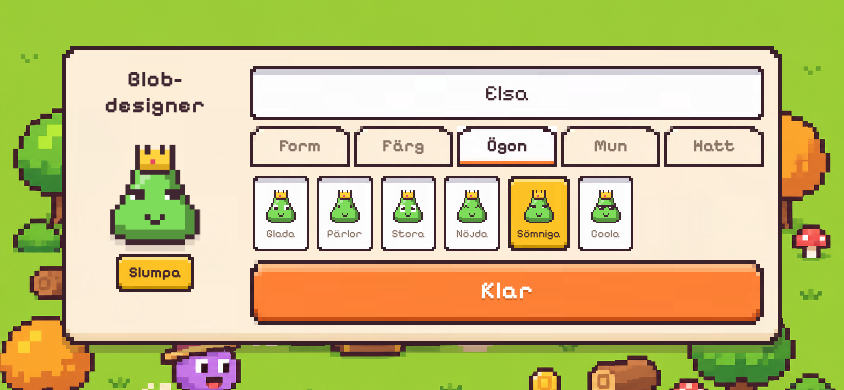 Blob-
designer
Elsa
Form Färg Ögon Mun Hatt
Glada Pärlor Stora Nöjda Sömniga Coola
Slumpa
Klar